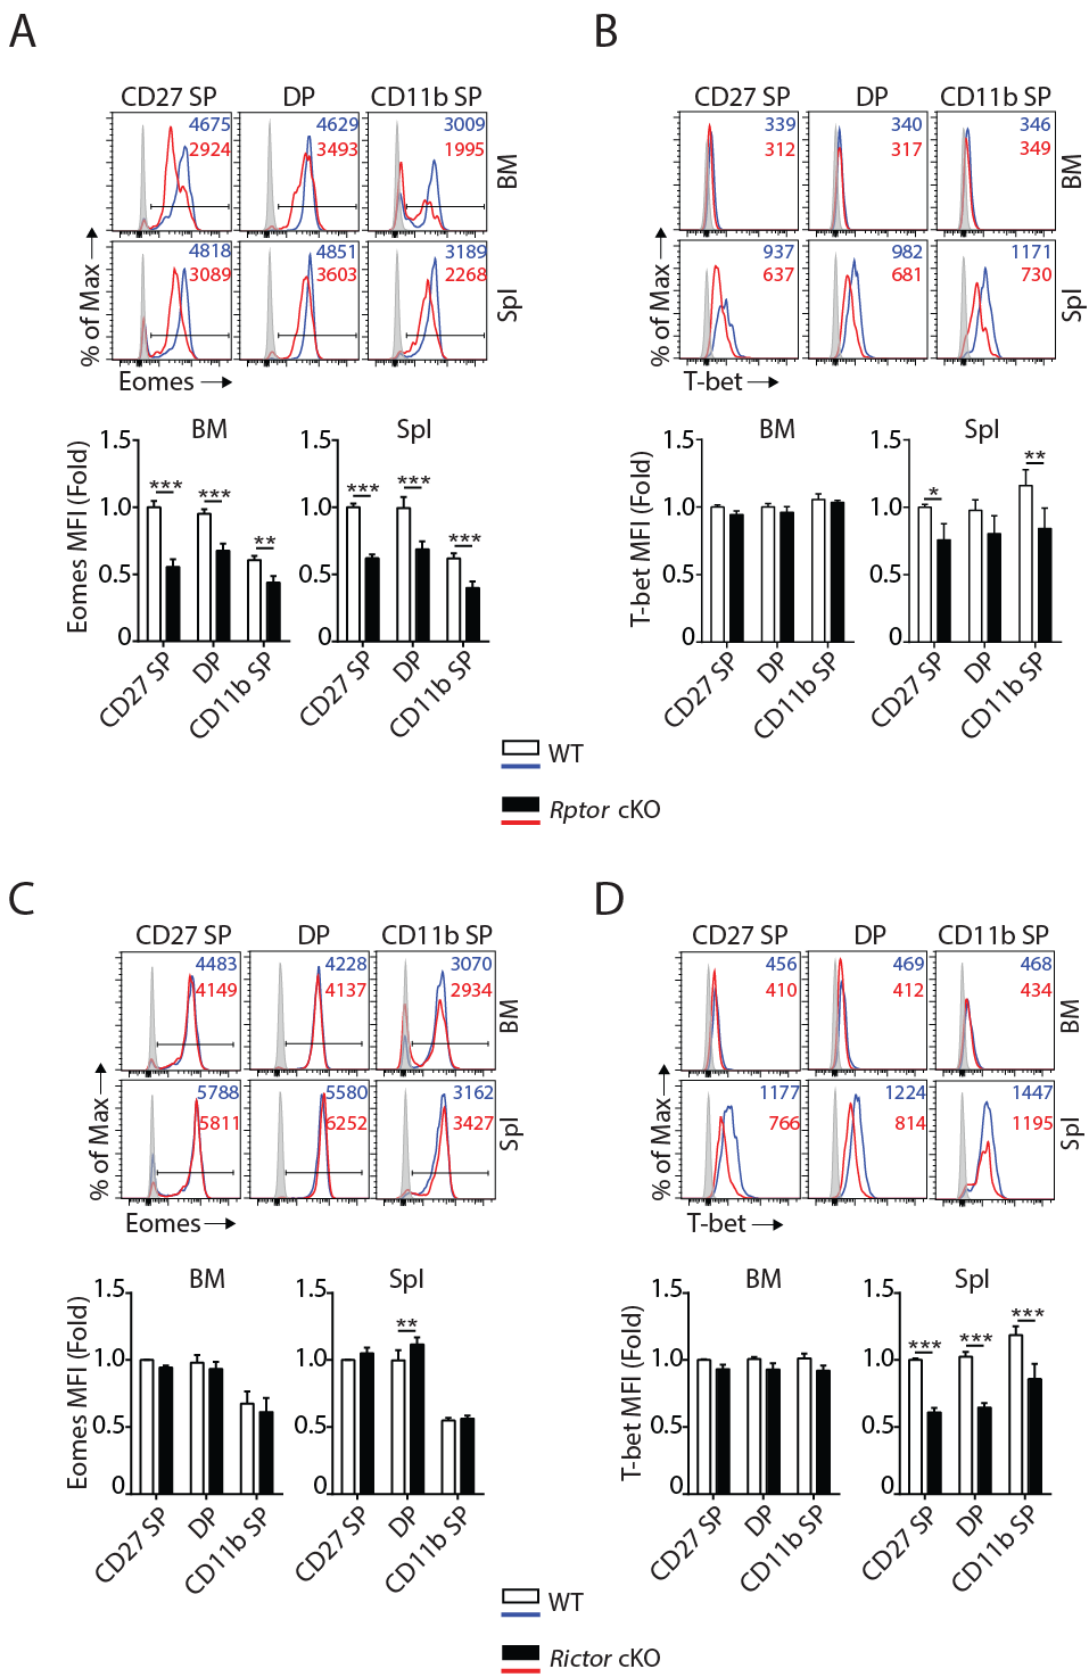 A
B
CD27 SP DP CD11b SP
4675 4629 3009
2924 3493 1995
BM
4818 4851 3189
3089 3603 2268
Spl
% of Max
Eomes
CD27 SP DP CD11b SP
339 340 346
312 317 349
BM
937 982 1171
637 681 730
Spl
% of Max
T-bet
BM
Spl
Eomes MFI (Fold)
1.5
1.0
0.5
0
*** *** **
CD27 SP DP CD11b SP
1.5
1.0
0.5
0
*** *** ***
CD27 SP DP CD11b SP
BM
Spl
T-bet MFI (Fold)
1.5
1.0
0.5
0
CD27 SP DP CD11b SP
1.5
1.0
0.5
0
* **
CD27 SP DP CD11b SP
WT
Rptor cKO
C
D
CD27 SP DP CD11b SP
4483 4228 3070
4149 4137 2934
BM
5788 5580 3162
5811 6252 3427
Spl
% of Max
Eomes
CD27 SP DP CD11b SP
456 469 468
410 412 434
BM
1177 1224 1447
766 814 1195
Spl
% of Max
T-bet
BM
Spl
Eomes MFI (Fold)
1.5
1.0
0.5
0
CD27 SP DP CD11b SP
1.5
1.0
0.5
0
**
CD27 SP DP CD11b SP
BM
Spl
T-bet MFI (Fold)
1.5
1.0
0.5
0
CD27 SP DP CD11b SP
1.5
1.0
0.5
0
*** *** ***
CD27 SP DP CD11b SP
WT
Rictor cKO